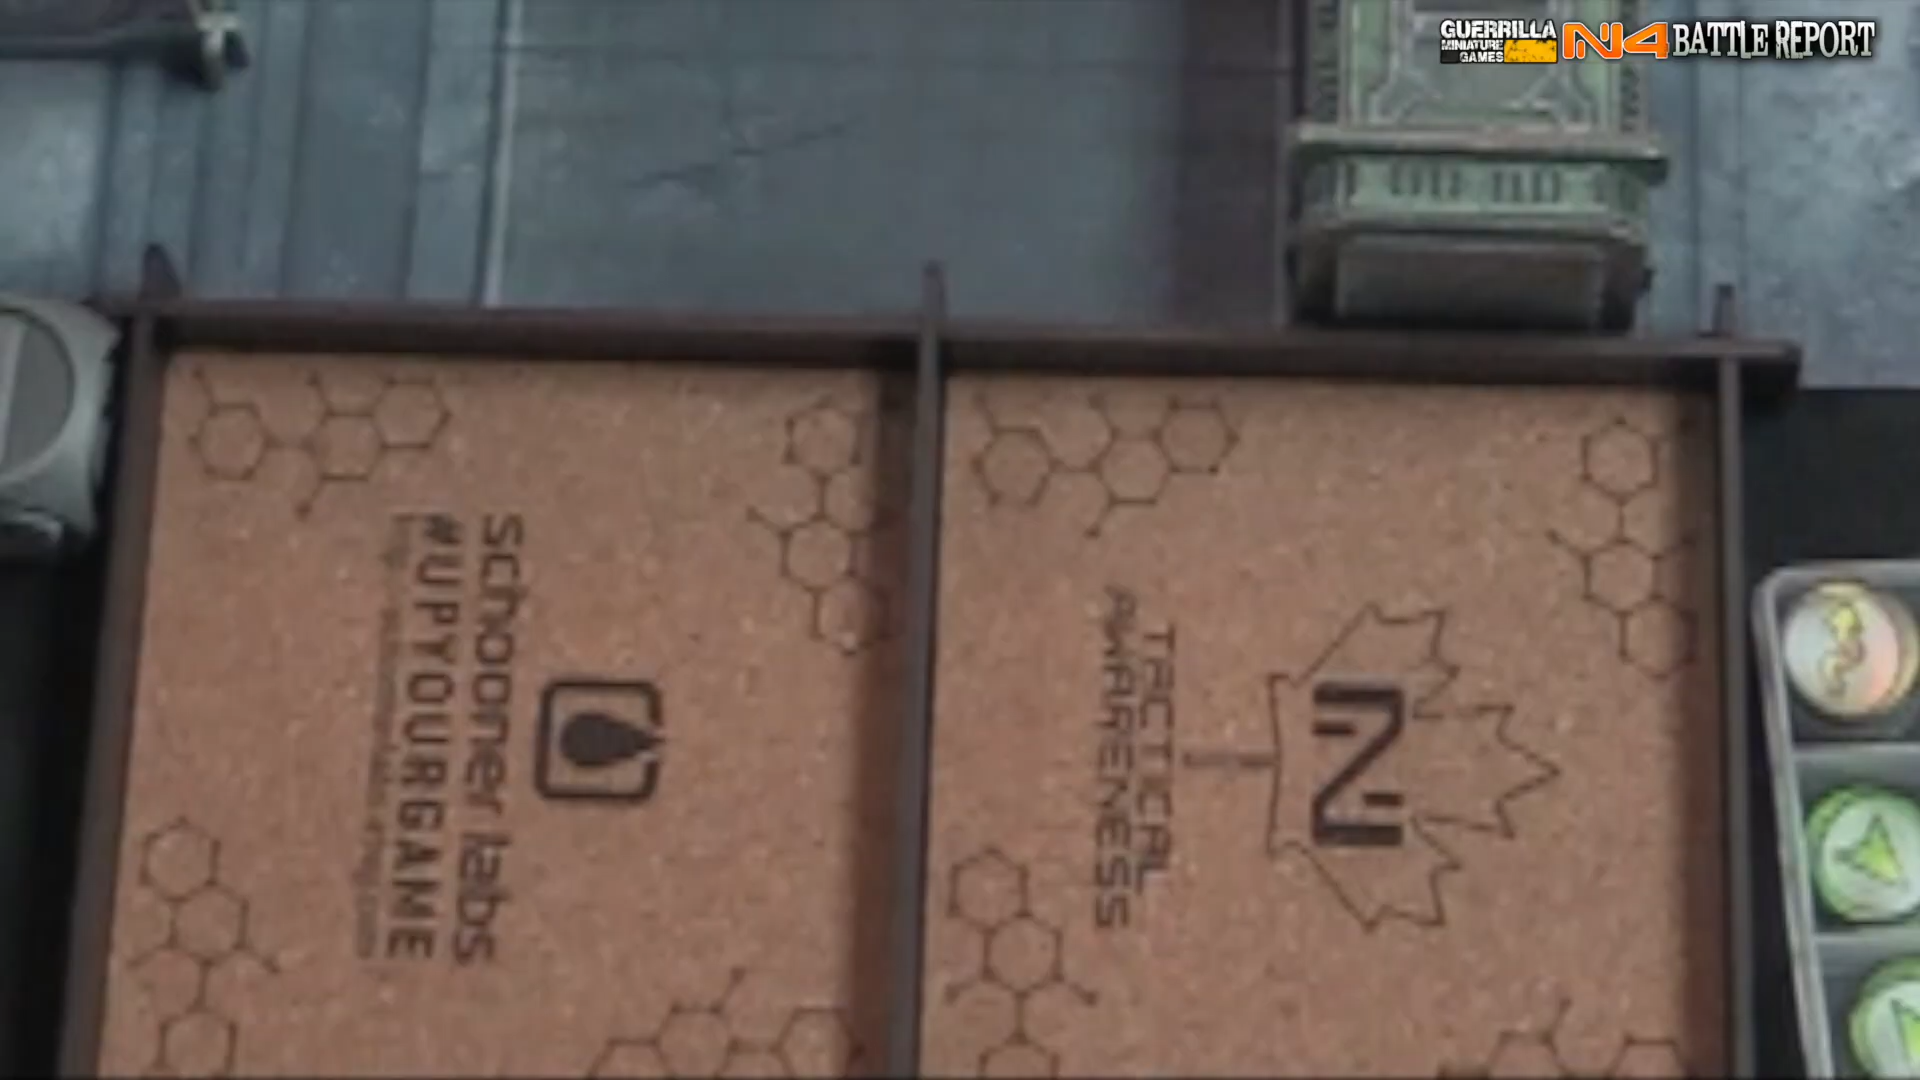 GUERRILLA
MINIATURE
GAMES
N4 BATTLE REPORT
schooner labs
#UPYOURGAME
TACTICAL
AWARENESS
N